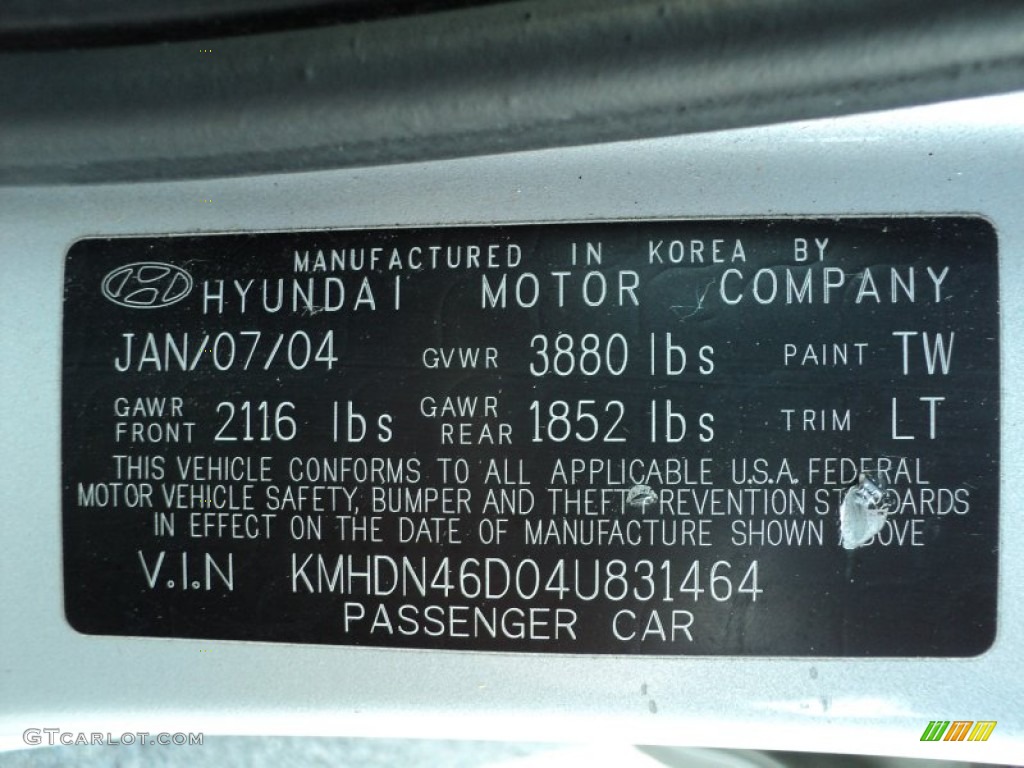 MANUFACTURED IN KOREA BY
HYUNDAI MOTOR COMPANY
JAN/07/04 GVWR 3880 lbs PAINT TW
GAWR FRONT 2116 lbs GAWR REAR 1852 lbs TRIM LT
THIS VEHICLE CONFORMS TO ALL APPLICABLE U.S.A. FEDERAL
MOTOR VEHICLE SAFETY, BUMPER AND THEFT PREVENTION
IN EFFECT ON THE DATE OF MANUFACTURE SHOWN
V.I.N KMHDN46D04U831464
PASSENGER CAR
GTCARLOT.COM